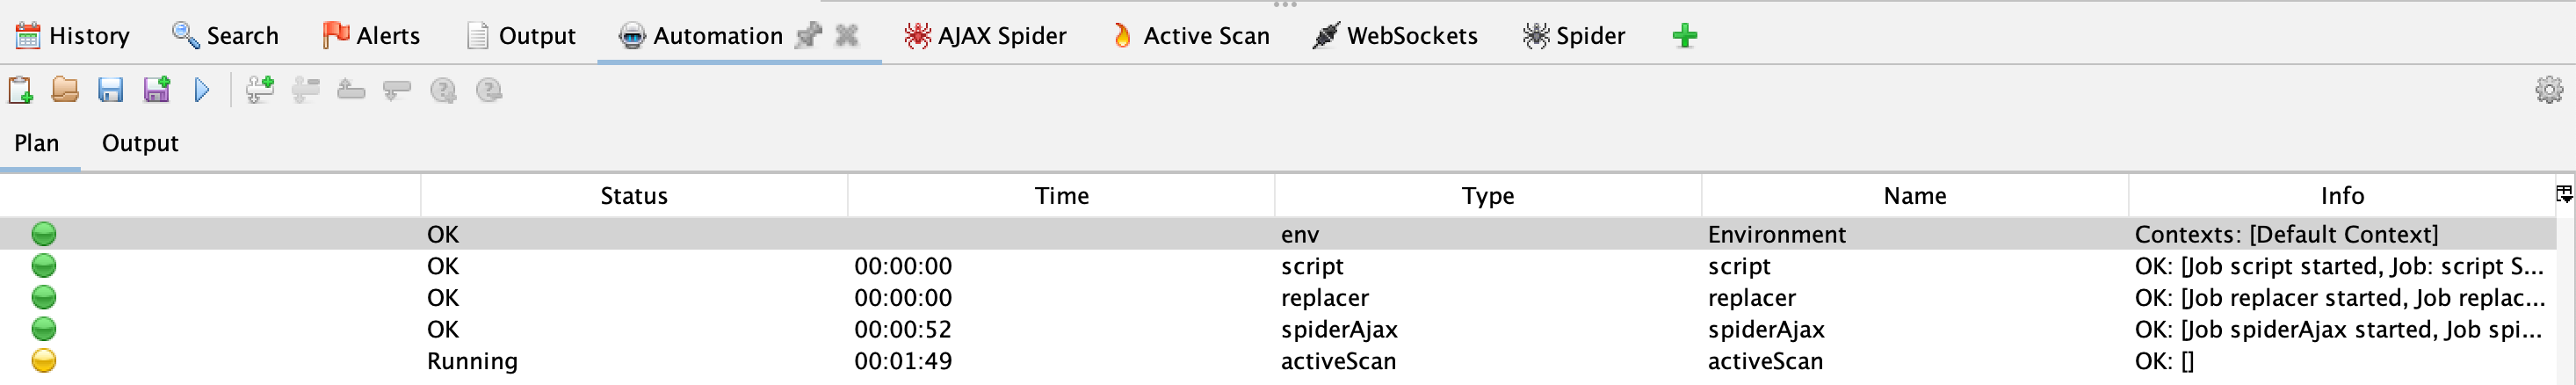 History Search Alerts Output Automation AJAX Spider Active Scan WebSockets Spider
Plan Output
Status Time Type Name Info
OK env Environment Contexts: [Default Context]
OK 00:00:00 script script OK: [Job script started, Job: script S...
OK 00:00:00 replacer replacer OK: [Job replacer started, Job replac...
OK 00:00:52 spiderAjax spiderAjax OK: [Job spiderAjax started, Job spi...
Running 00:01:49 activeScan activeScan OK: []